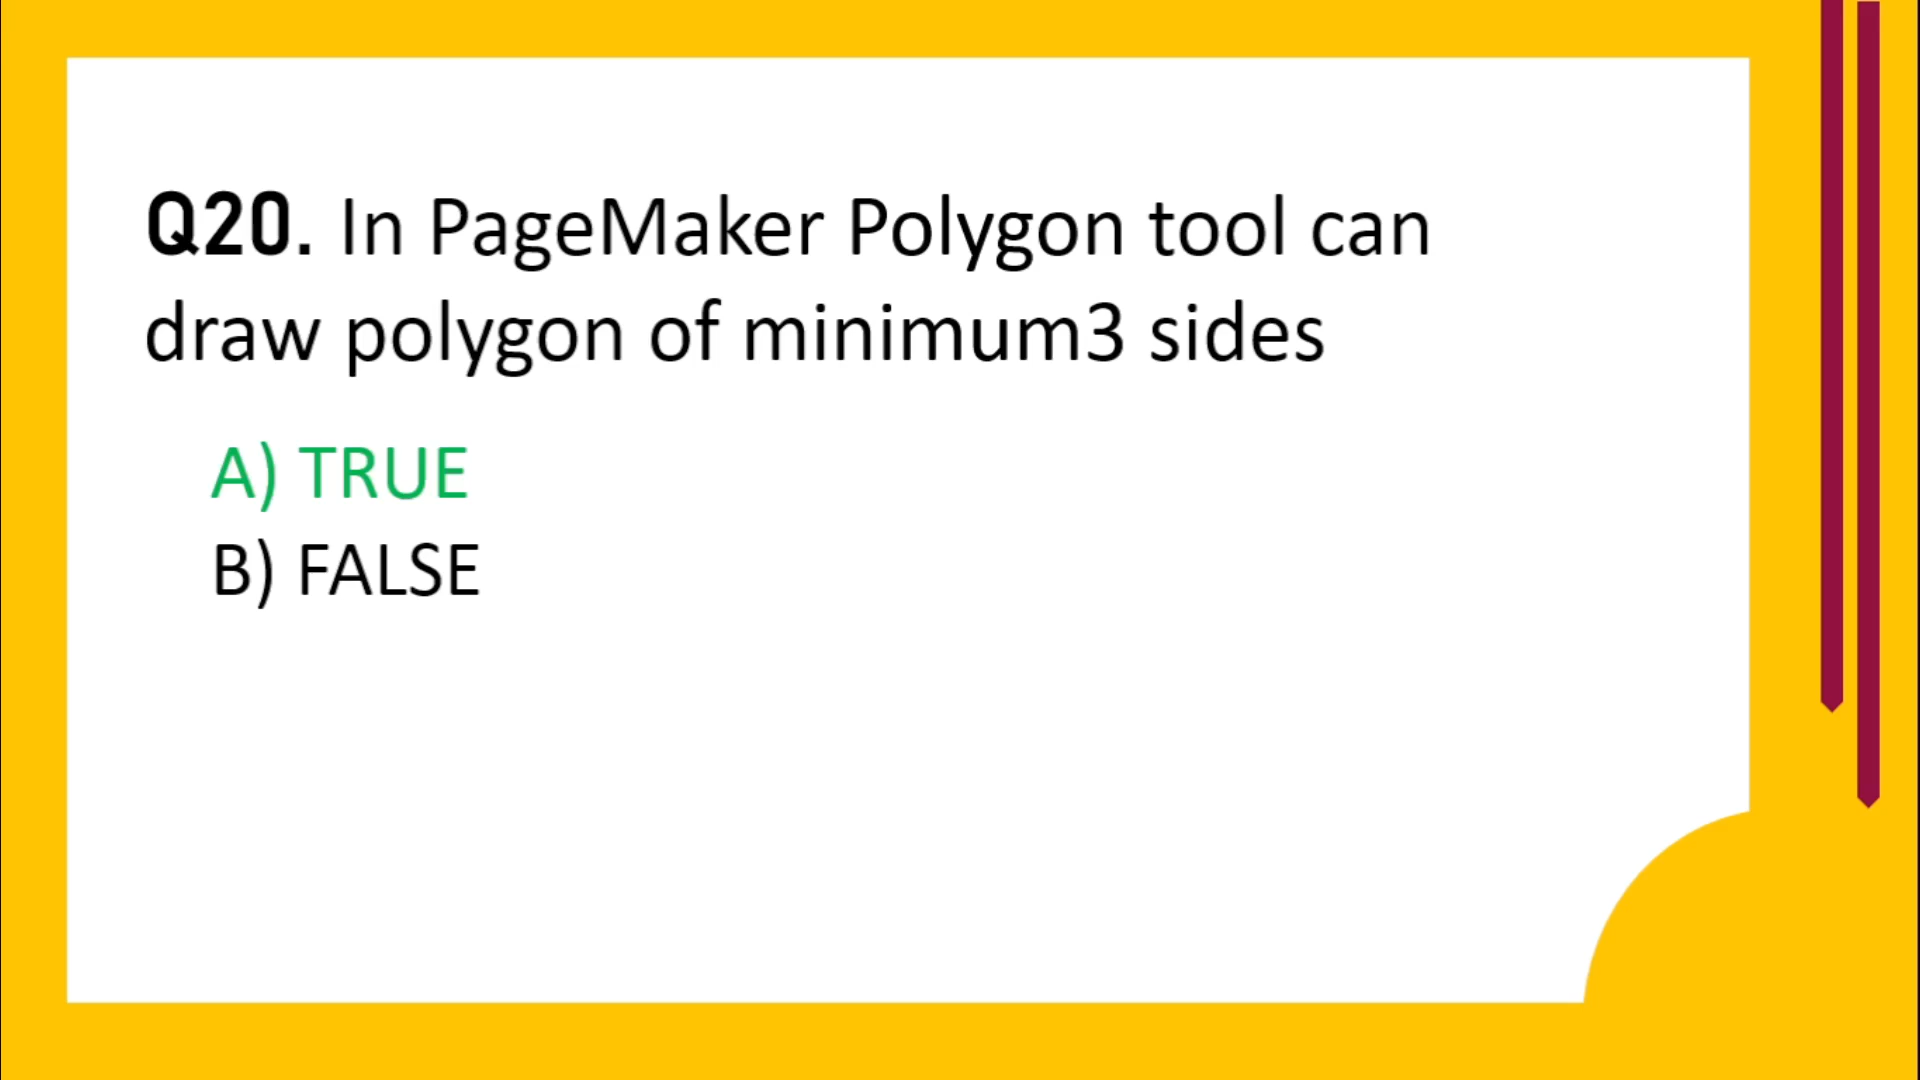 Q20. In PageMaker Polygon tool can
draw polygon of minimum3 sides
A) TRUE
B) FALSE